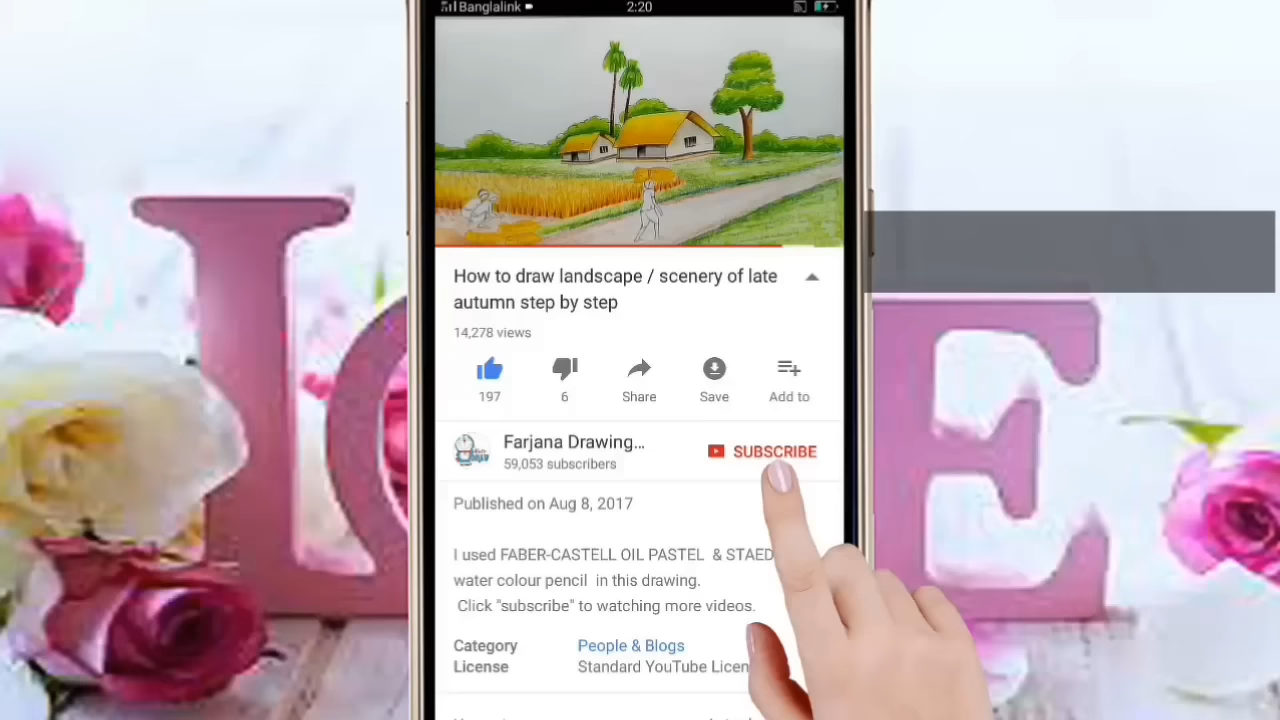 Banglalink
2:20
How to draw landscape / scenery of late
autumn step by step
14,278 views
197
6
Share
Save
Add to
Farjana Drawing...
59,053 subscribers
SUBSCRIBE
Published on Aug 8, 2017
I used FABER-CASTELL OIL PASTEL & STAED
water colour pencil in this drawing.
Click "subscribe" to watching more videos.
Category People & Blogs
License Standard YouTube Licen